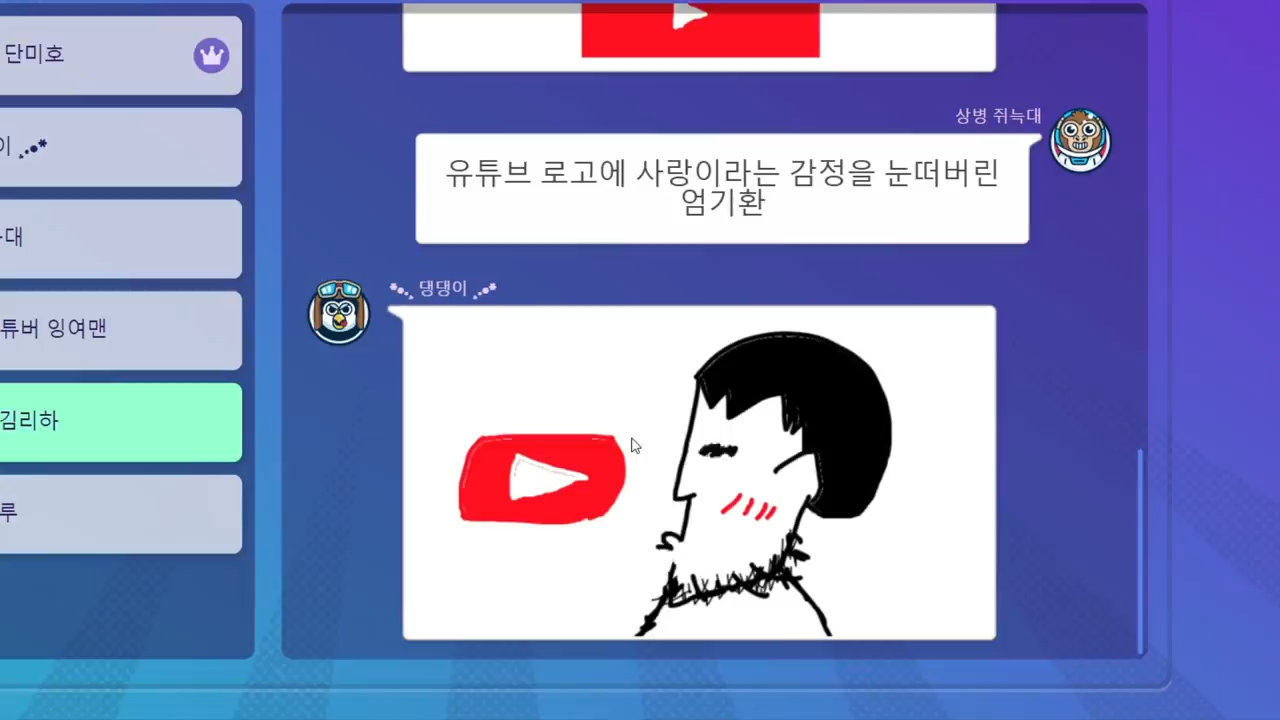 단미호
이 ¸.•*
대
튜버 잉여맨
김리하
루
상병 쥐늑대
유튜브 로고에 사랑이라는 감정을 눈떠버린
엄기환
*•.¸ 댕댕이 ¸.•*